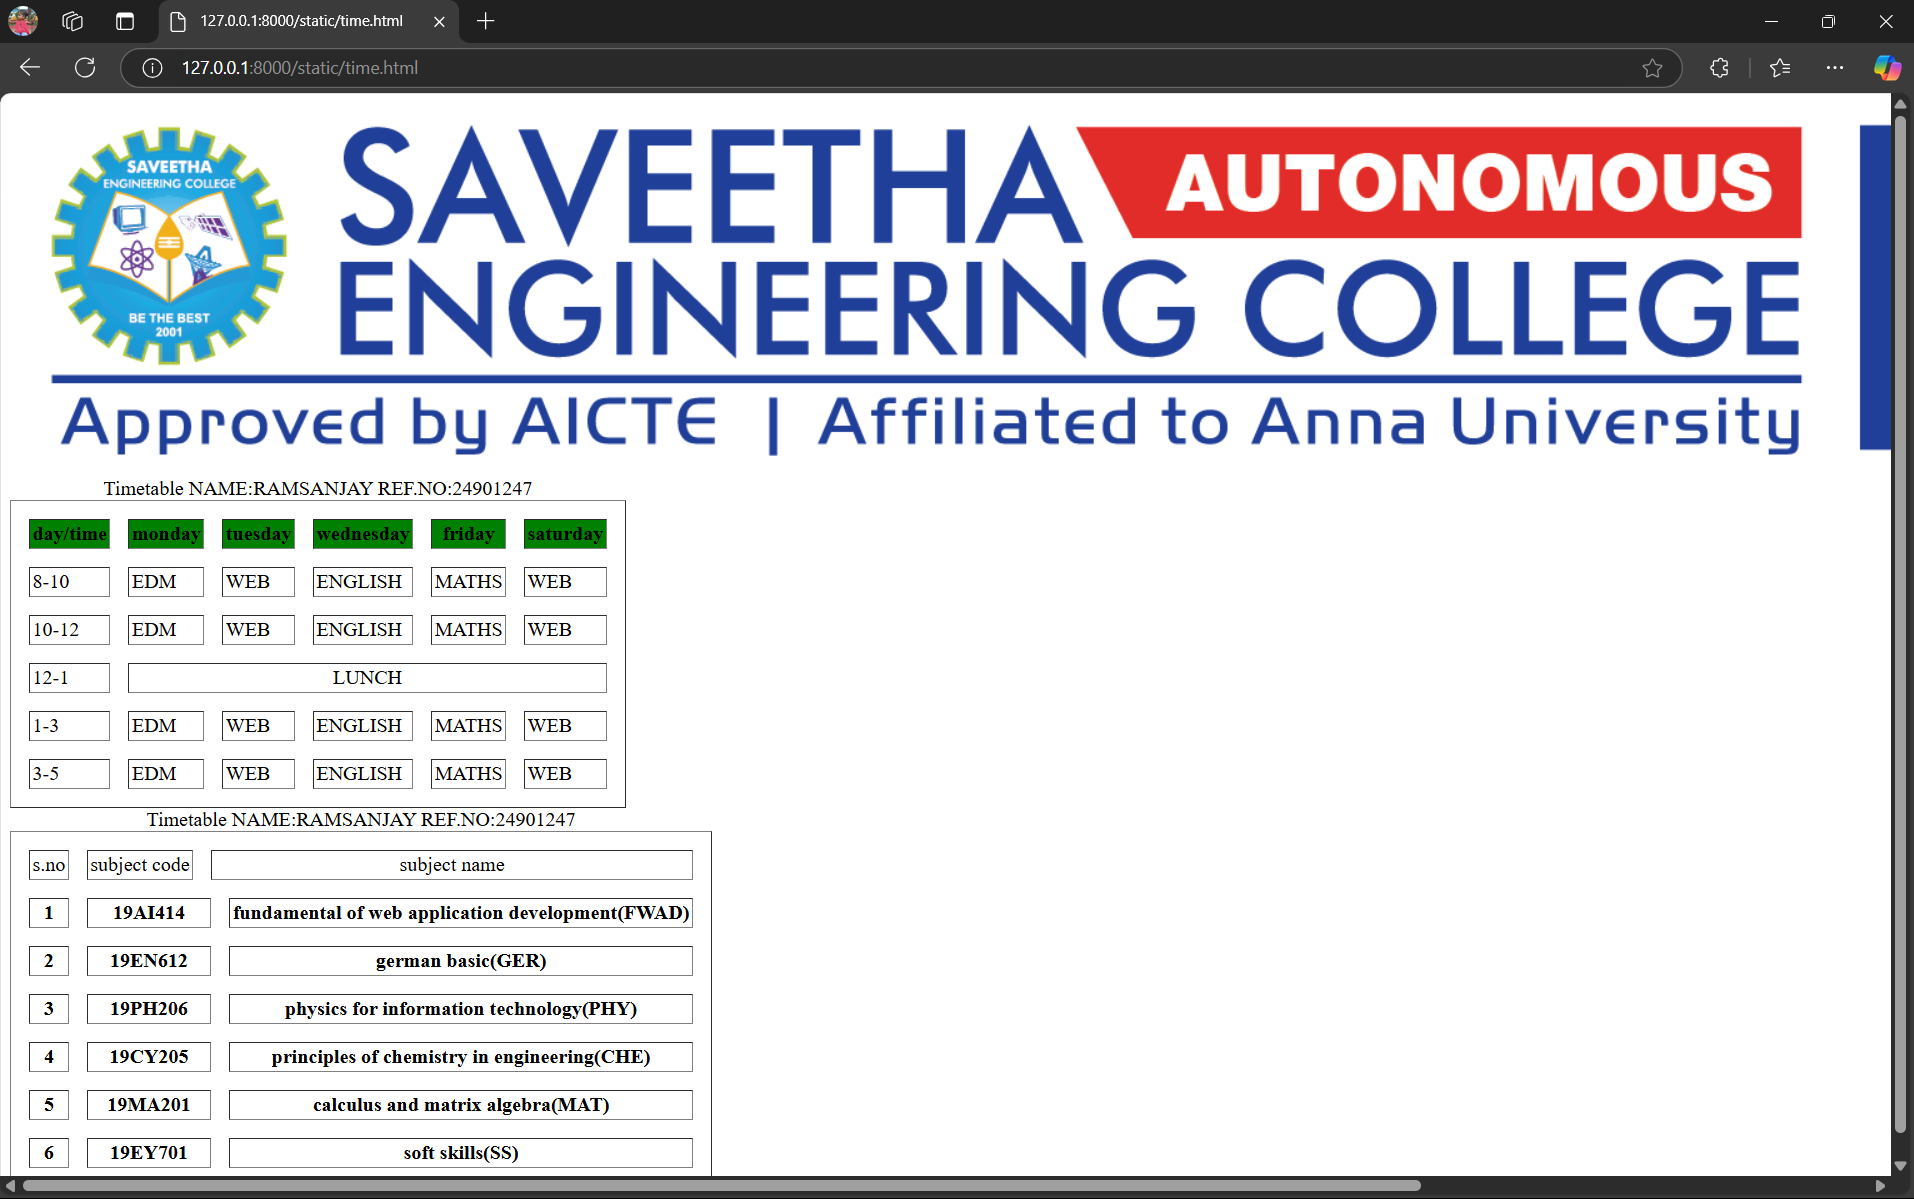 127.0.0.1:8000/static/time.html
127.0.0.1:8000/static/time.html
SAVEETHA
ENGINEERING COLLEGE
BE THE BEST
2001
SAVEETHA AUTONOMOUS
ENGINEERING COLLEGE
Approved by AICTE | Affiliated to Anna University
Timetable NAME:RAMSANJAY REF.NO:24901247
day/time monday tuesday wednesday friday saturday
8-10 EDM WEB ENGLISH MATHS WEB
10-12 EDM WEB ENGLISH MATHS WEB
12-1 LUNCH
1-3 EDM WEB ENGLISH MATHS WEB
3-5 EDM WEB ENGLISH MATHS WEB
Timetable NAME:RAMSANJAY REF.NO:24901247
s.no subject code subject name
1 19AI414 fundamental of web application development(FWAD)
2 19EN612 german basic(GER)
3 19PH206 physics for information technology(PHY)
4 19CY205 principles of chemistry in engineering(CHE)
5 19MA201 calculus and matrix algebra(MAT)
6 19EY701 soft skills(SS)